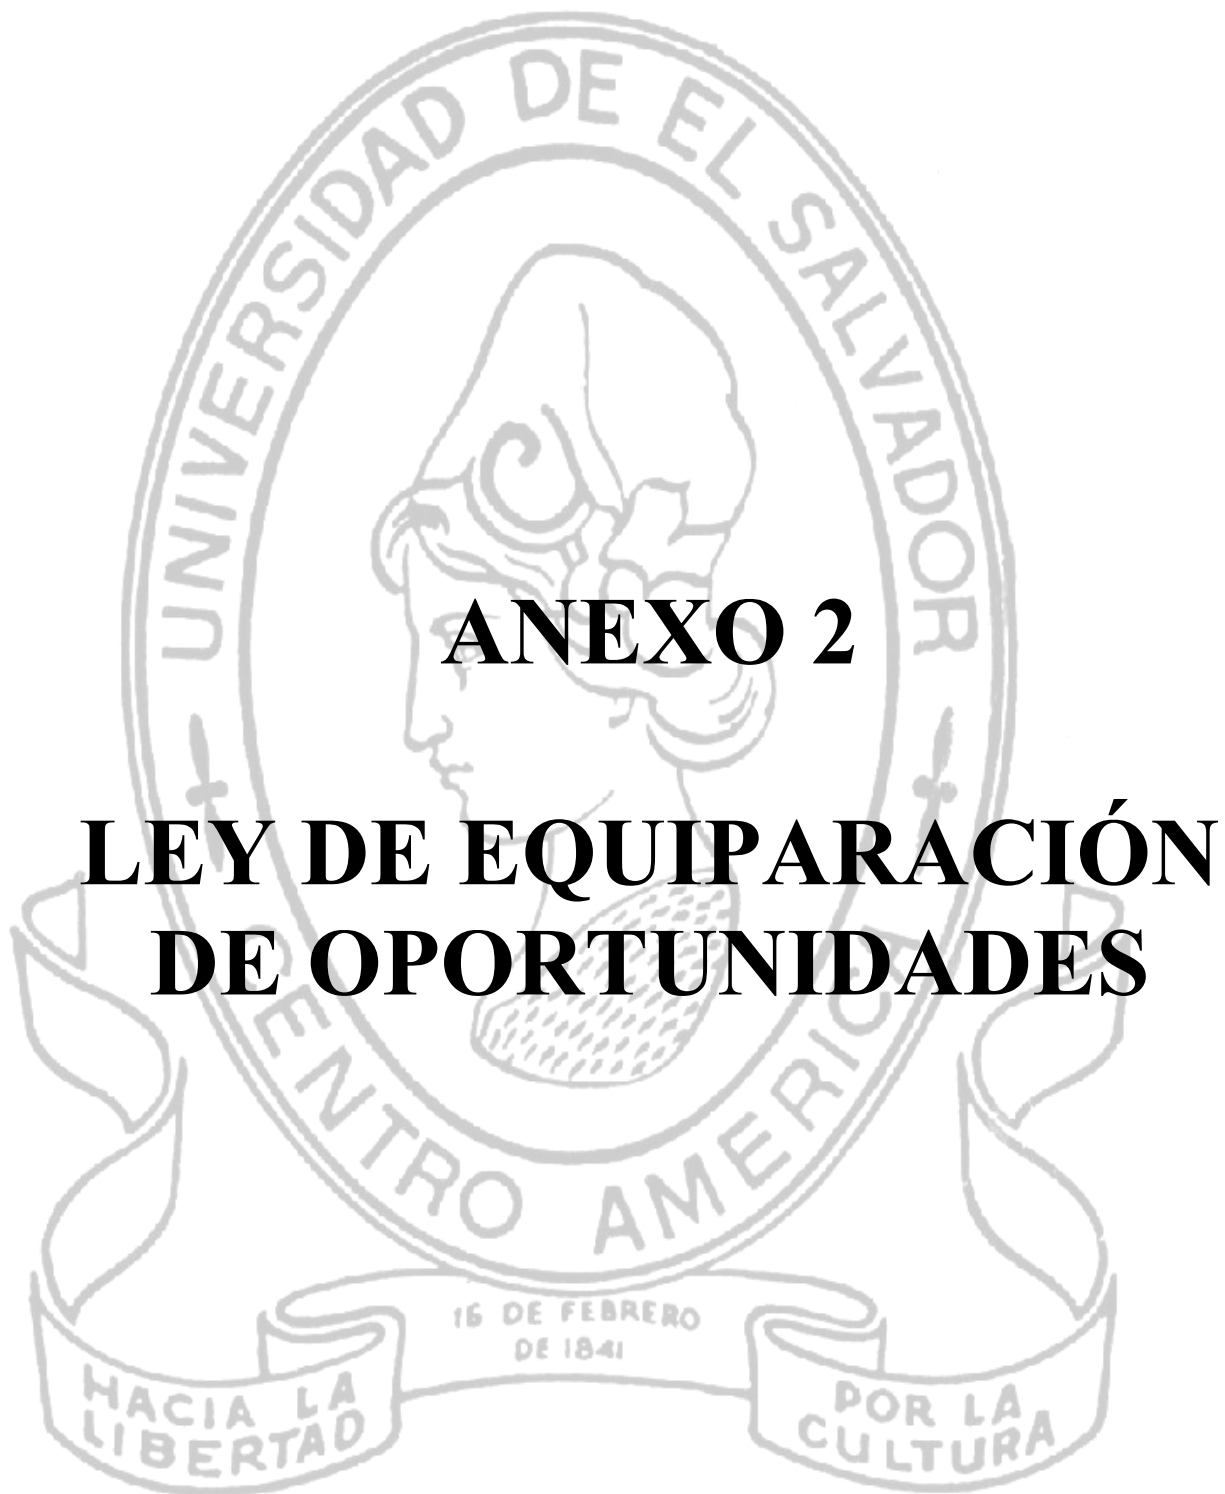 UNIVERSIDAD DE EL SALVADOR
ANEXO 2
LEY DE EQUIPARACIÓN
DE OPORTUNIDADES
CENTRO AMERICA
16 DE FEBRERO
DE 1841
HACIA LA
LIBERTAD
POR LA
CULTURA